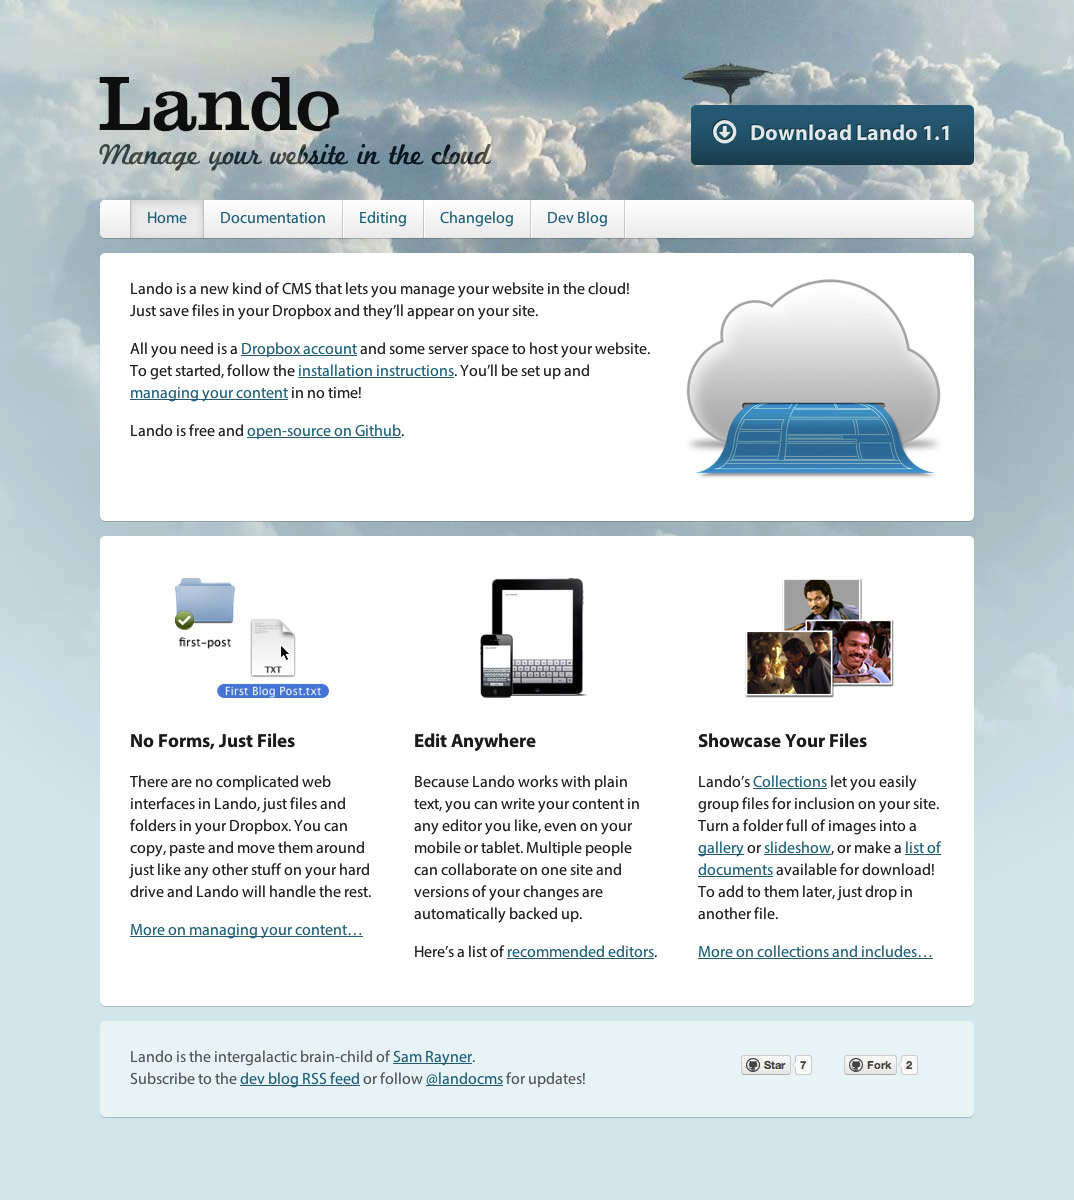 Lando
Manage your website in the cloud
Download Lando 1.1
Home
Documentation
Editing
Changelog
Dev Blog
Lando is a new kind of CMS that lets you manage your website in the cloud!
Just save files in your Dropbox and they’ll appear on your site.
All you need is a Dropbox account and some server space to host your website.
To get started, follow the installation instructions. You’ll be set up and
managing your content in no time!
Lando is free and open-source on Github.
first-post
TXT
First Blog Post.txt
No Forms, Just Files
There are no complicated web
interfaces in Lando, just files and
folders in your Dropbox. You can
copy, paste and move them around
just like any other stuff on your hard
drive and Lando will handle the rest.
More on managing your content…
Edit Anywhere
Because Lando works with plain
text, you can write your content in
any editor you like, even on your
mobile or tablet. Multiple people
can collaborate on one site and
versions of your changes are
automatically backed up.
Here’s a list of recommended editors.
Showcase Your Files
Lando’s Collections let you easily
group files for inclusion on your site.
Turn a folder full of images into a
gallery or slideshow, or make a list of
documents available for download!
To add to them later, just drop in
another file.
More on collections and includes…
Lando is the intergalactic brain-child of Sam Rayner.
Subscribe to the dev blog RSS feed or follow @landocms for updates!
Star 7
Fork 2